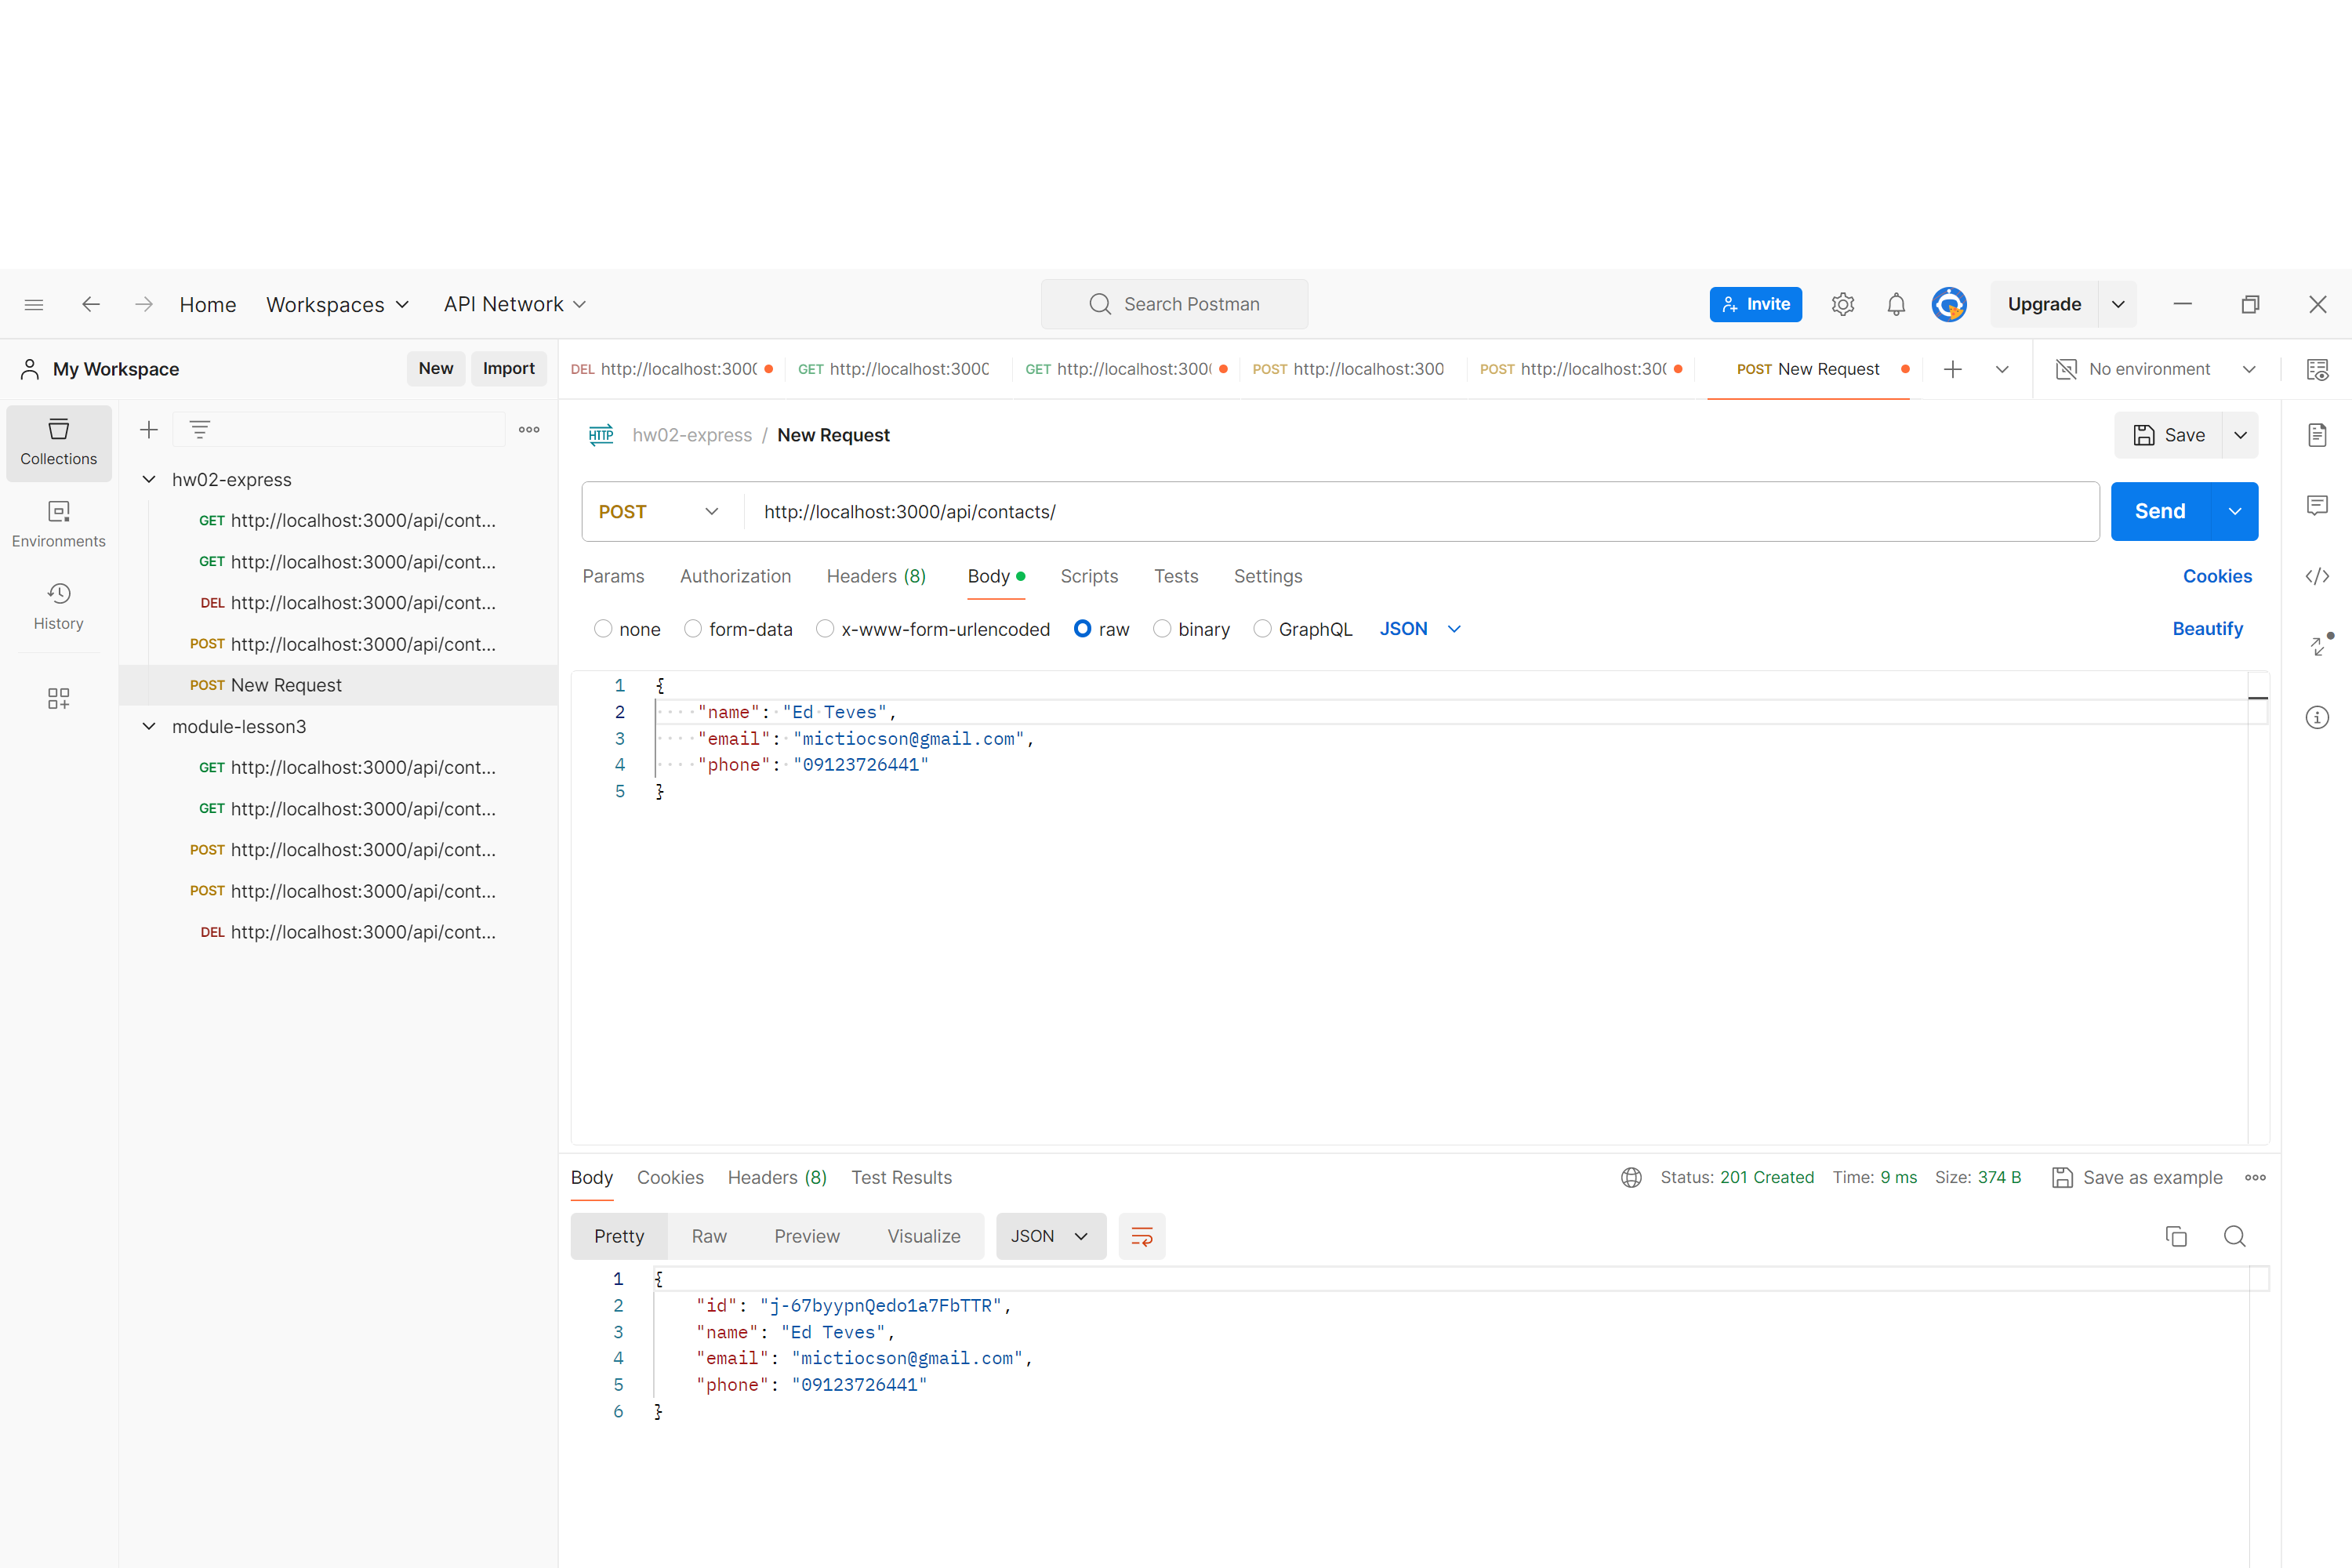 Home Workspaces API Network Search Postman Invite Upgrade
My Workspace New Import
DEL http://localhost:3000 GET http://localhost:3000 GET http://localhost:3000 POST http://localhost:300 POST http://localhost:300 POST New Request No environment
Collections
Environments
History
hw02-express
GET http://localhost:3000/api/cont...
GET http://localhost:3000/api/cont...
DEL http://localhost:3000/api/cont...
POST http://localhost:3000/api/cont...
POST New Request
module-lesson3
GET http://localhost:3000/api/cont...
GET http://localhost:3000/api/cont...
POST http://localhost:3000/api/cont...
POST http://localhost:3000/api/cont...
DEL http://localhost:3000/api/cont...
HTTP hw02-express / New Request Save
POST http://localhost:3000/api/contacts/ Send
Params Authorization Headers (8) Body Scripts Tests Settings Cookies
none form-data x-www-form-urlencoded raw binary GraphQL JSON Beautify
1 {
2 "name": "Ed Teves",
3 "email": "mictiocson@gmail.com",
4 "phone": "09123726441"
5 }
Body Cookies Headers (8) Test Results Status: 201 Created Time: 9 ms Size: 374 B Save as example
Pretty Raw Preview Visualize JSON
1 {
2 "id": "j-67byypnQedo1a7FbTTR",
3 "name": "Ed Teves",
4 "email": "mictiocson@gmail.com",
5 "phone": "09123726441"
6 }